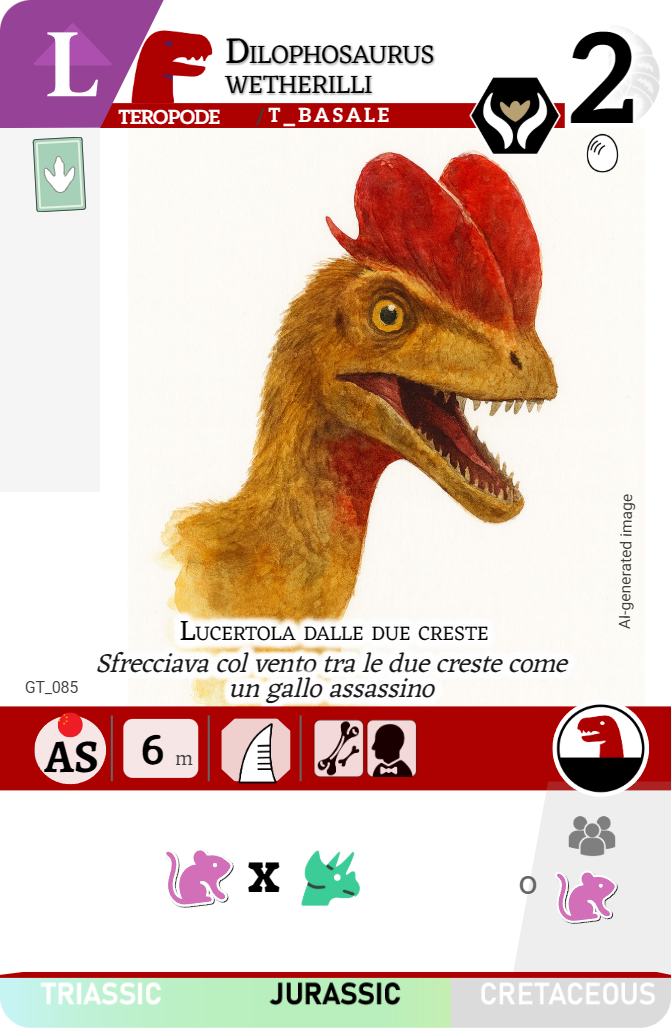 L
DILOPHOSAURUS
WETHERILLI
2
TEROPODE /T_BASALE
AI-generated image
LUCERTOLA DALLE DUE CRESTE
Sfrecciava col vento tra le due creste come
un gallo assassino
GT_085
AS
6 m
x
o
TRIASSIC JURASSIC CRETACEOUS